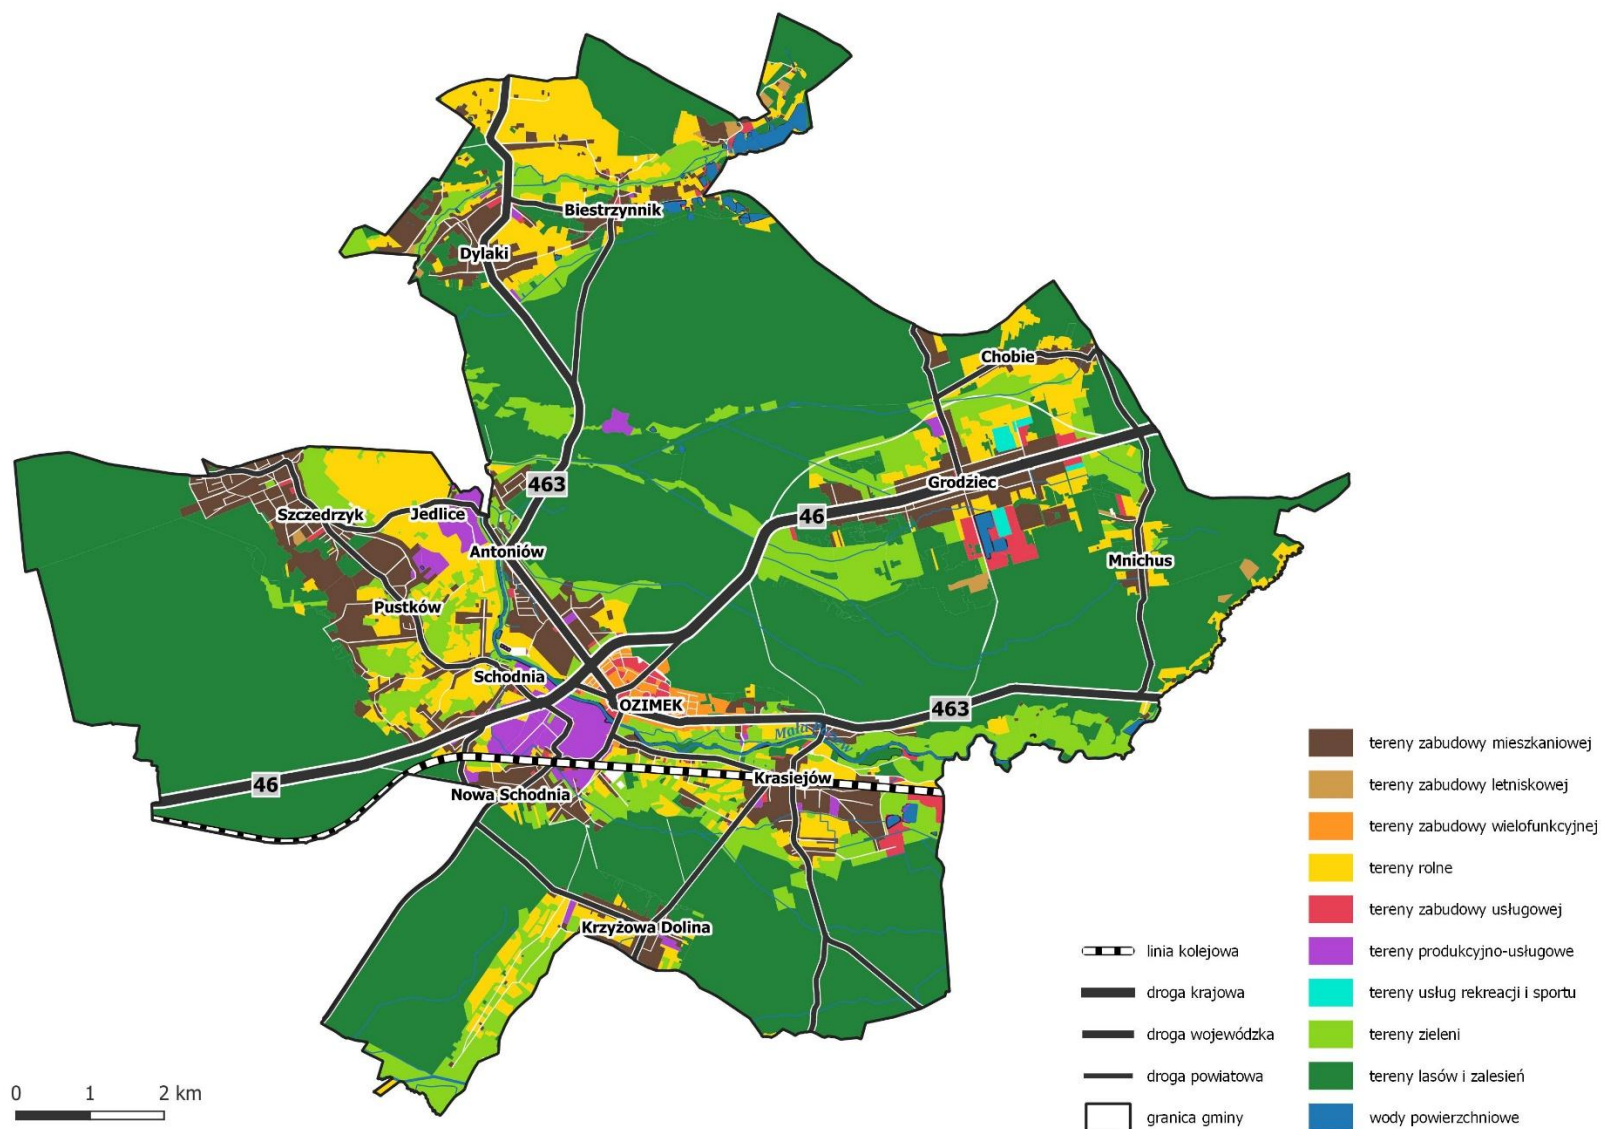 Biestrzynnik
Dylaki
Chobie
463
Grodziec
46
Szczedrzyk
Jedlice
Antoniów
Mnichus
Pustków
Schodnia
OZIMEK
463
Mała
Krasiejów
46
Nowa Schodnia
Krzyżowa Dolina
0 1 2 km
linia kolejowa
droga krajowa
droga wojewódzka
droga powiatowa
granica gminy
tereny zabudowy mieszkaniowej
tereny zabudowy letniskowej
tereny zabudowy wielofunkcyjnej
tereny rolne
tereny zabudowy usługowej
tereny produkcyjno-usługowe
tereny usług rekreacji i sportu
tereny zieleni
tereny lasów i zalesień
wody powierzchniowe